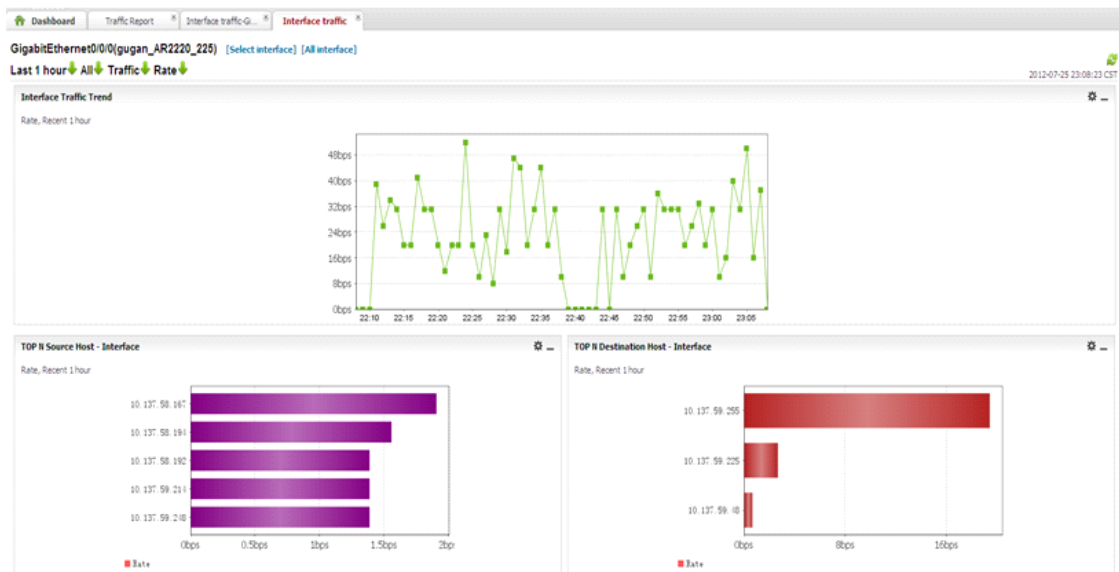 Dashboard Traffic Report Interface traffic-G... Interface traffic
GigabitEthernet0/0/0(gugan_AR2220_225) [Select interface] [All interface]
Last 1 hour All Traffic Rate
2012-07-25 23:08:23 CST
Interface Traffic Trend
Rate, Recent 1 hour
48bps
40bps
32bps
24bps
16bps
8bps
0bps
22:10 22:15 22:20 22:25 22:30 22:35 22:40 22:45 22:50 22:55 23:00 23:05
TOP N Source Host - Interface
Rate, Recent 1 hour
10.137.58.167
10.137.58.194
10.137.58.192
10.137.59.214
10.137.59.248
0bps 0.5bps 1bps 1.5bps 2bp
Rate
TOP N Destination Host - Interface
Rate, Recent 1 hour
10.137.59.255
10.137.59.225
10.137.59.48
0bps 8bps 16bps
Rate